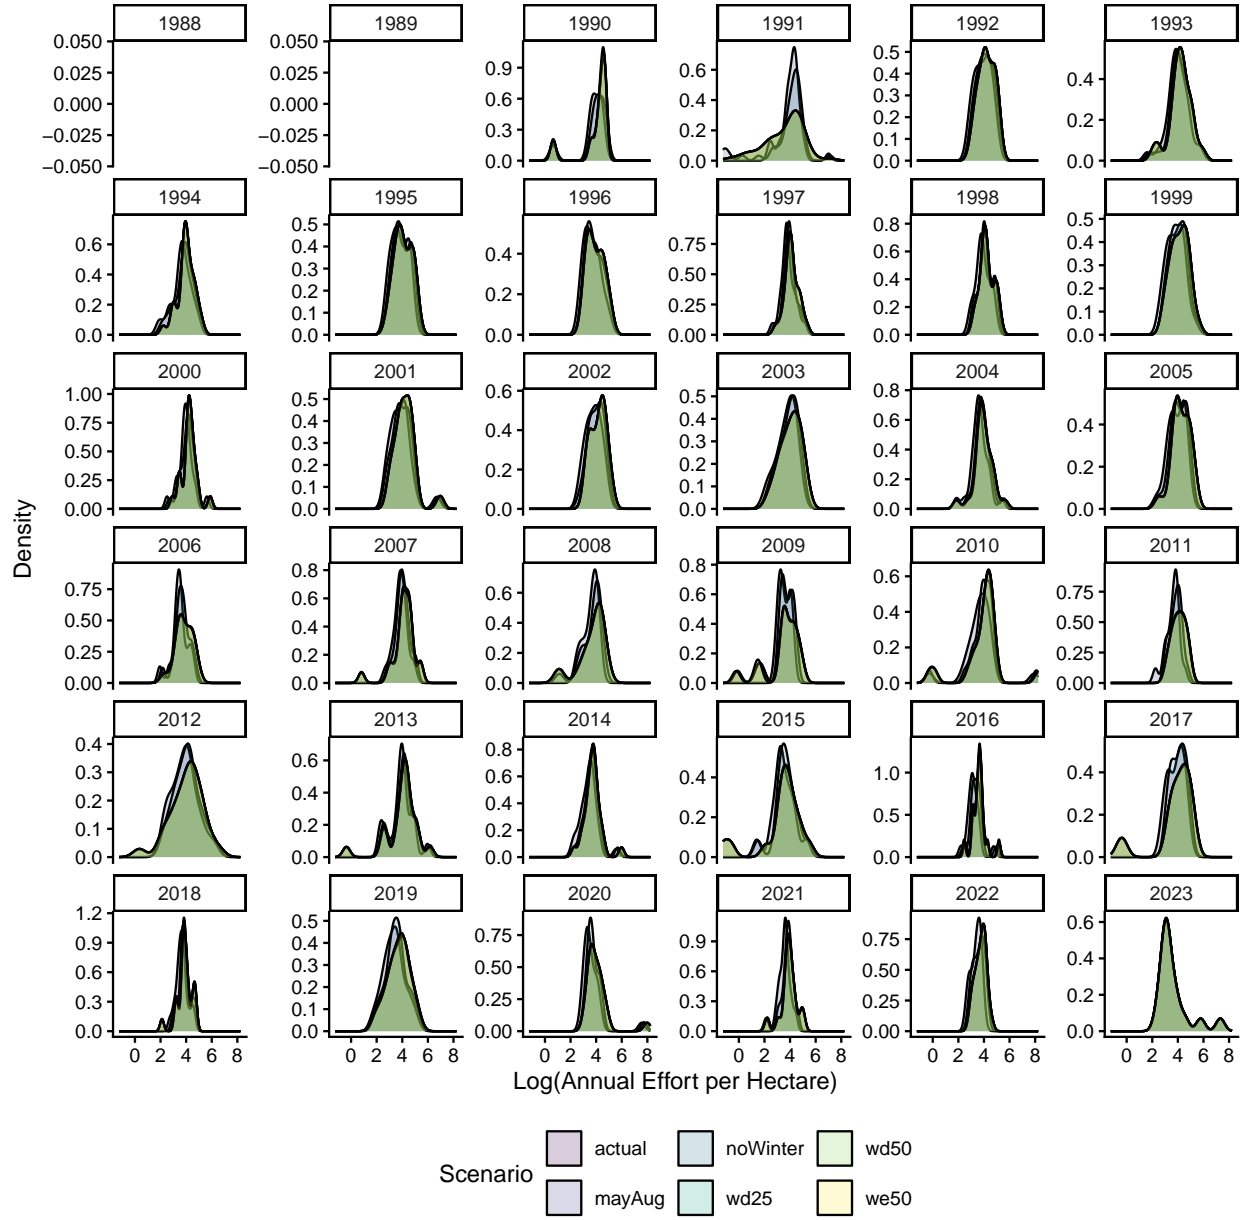 1988 1989 1990 1991 1992 1993
0.050 0.050 0.9 0.6 0.5 0.4
0.025 0.025 0.6 0.4 0.4 0.2
0.000 0.000 0.3 0.2 0.3 0.0
−0.025 −0.025 0.0 0.0 0.2
−0.050 −0.050 0.1
0.0
1994 1995 1996 1997 1998 1999
0.6 0.5 0.4 0.75 0.8 0.5
0.4 0.4 0.2 0.50 0.6 0.4
0.2 0.3 0.0 0.25 0.4 0.3
0.0 0.2 0.00 0.2 0.2
0.1 0.0 0.1
0.0 0.0
2000 2001 2002 2003 2004 2005
1.00 0.5 0.6 0.5 0.8 0.4
0.75 0.4 0.4 0.4 0.6 0.2
0.50 0.3 0.2 0.3 0.4 0.0
0.25 0.2 0.0 0.2 0.2
0.00 0.1 0.1 0.0
0.0 0.0
Density
2006 2007 2008 2009 2010 2011
0.75 0.8 0.6 0.8 0.6 0.75
0.50 0.6 0.4 0.6 0.4 0.50
0.25 0.4 0.2 0.4 0.2 0.25
0.00 0.2 0.0 0.2 0.0 0.00
0.0 0.0
2012 2013 2014 2015 2016 2017
0.4 0.6 0.8 0.4 1.0 0.4
0.3 0.4 0.6 0.2 0.5 0.2
0.2 0.2 0.4 0.0 0.0 0.0
0.1 0.0 0.2
0.0 0.0
2018 2019 2020 2021 2022 2023
1.2 0.5 0.75 0.9 0.75 0.6
0.9 0.4 0.50 0.6 0.50 0.4
0.6 0.3 0.25 0.3 0.25 0.2
0.3 0.2 0.00 0.0 0.00 0.0
0.0 0.1
0.0
0 2 4 6 8 0 2 4 6 8 0 2 4 6 8 0 2 4 6 8 0 2 4 6 8 0 2 4 6 8
Log(Annual Effort per Hectare)
Scenario
actual noWinter wd50
mayAug wd25 we50